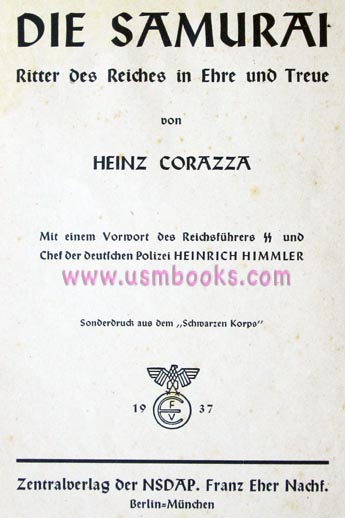 DIE SAMURAI
Ritter des Reiches in Ehre und Treue
von
HEINZ CORAZZA
Mit einem Vorwort des Reichsführers ᛋᛋ und
Chef der deutschen Polizei HEINRICH HIMMLER
www.usmbooks.com
Sonderdruck aus dem „Schwarzen Korps“
19 37
Zentralverlag der NSDAP. Franz Eher Nachf.
Berlin=München